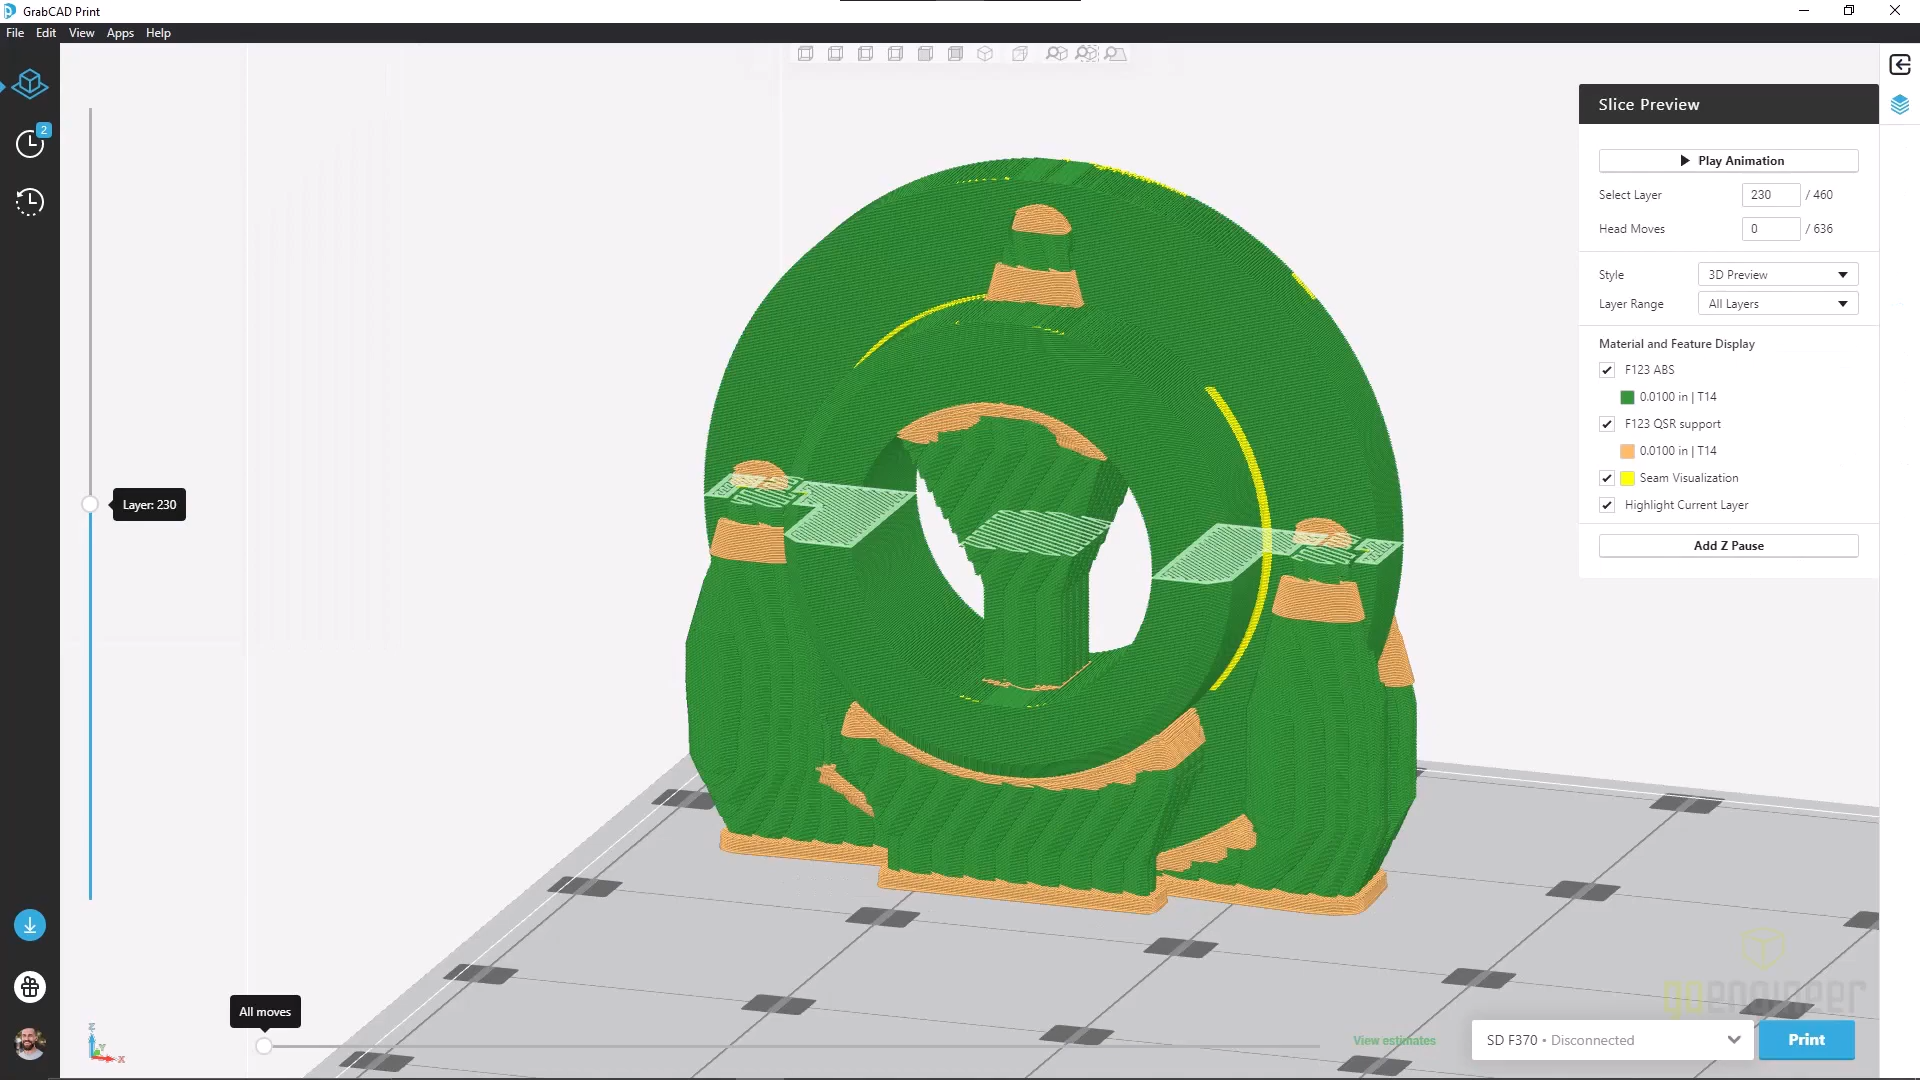 GrabCAD Print
File Edit View Apps Help
2
Slice Preview
Play Animation
Select Layer 230 / 460
Head Moves 0 / 636
Style 3D Preview
Layer Range All Layers
Material and Feature Display
F123 ABS
0.0100 in | T14
F123 QSR support
0.0100 in | T14
Seam Visualization
Highlight Current Layer
Add Z Pause
Layer: 230
goengineer
All moves
Z
Y
X
View estimates
SD F370 • Disconnected
Print